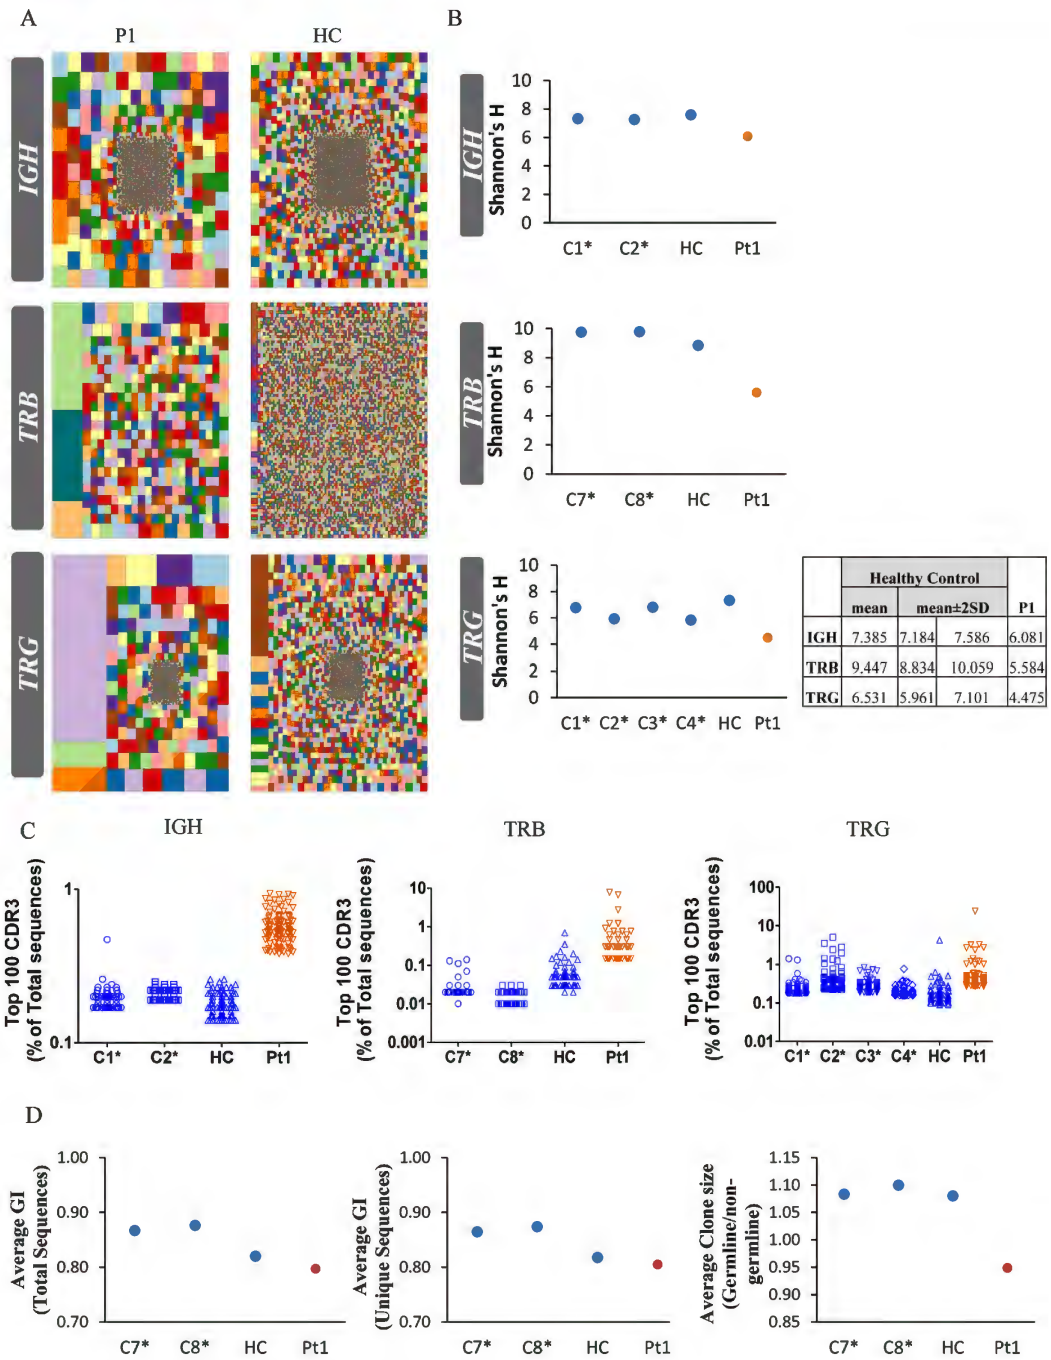 A
P1
HC
IGH
TRB
TRG
B
IGH
Shannon's H
10
8
6
4
2
0
C1* C2* HC Pt1
TRB
Shannon's H
10
8
6
4
2
0
C7* C8* HC Pt1
TRG
Shannon's H
10
8
6
4
2
0
C1* C2* C3* C4* HC Pt1
Healthy Control P1
mean mean±2SD
IGH 7.385 7.184 7.586 6.081
TRB 9.447 8.834 10.059 5.584
TRG 6.531 5.961 7.101 4.475
C
IGH
Top 100 CDR3
(% of Total sequences)
1
0.1
C1* C2* HC Pt1
TRB
Top 100 CDR3
(% of Total sequences)
10
1
0.1
0.01
0.001
C7* C8* HC Pt1
TRG
Top 100 CDR3
(% of Total sequences)
100
10
1
0.1
0.01
C1* C2* C3* C4* HC Pt1
D
Average GI
(Total Sequences)
1.00
0.90
0.80
0.70
C7* C8* HC Pt1
Average GI
(Unique Sequences)
1.00
0.90
0.80
0.70
C7* C8* HC Pt1
Average Clone size
(Germline/non-
germline)
1.15
1.10
1.05
1.00
0.95
0.90
0.85
C7* C8* HC Pt1